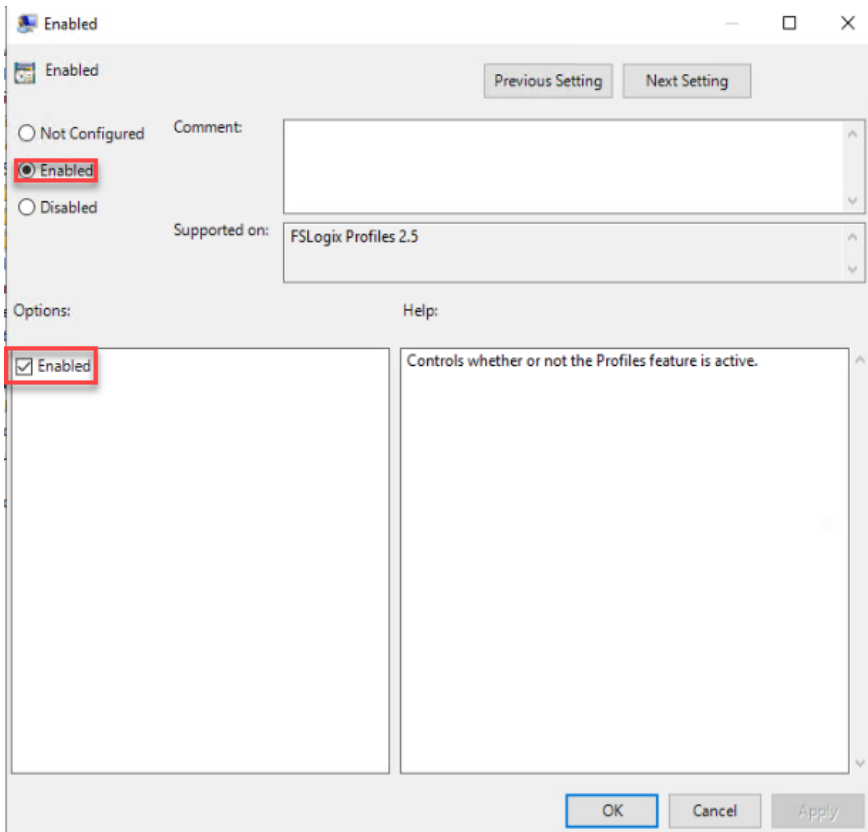 Enabled
Enabled
Previous Setting
Next Setting
Not Configured
Comment:
Enabled
Disabled
Supported on:
FSLogix Profiles 2.5
Options:
Help:
Enabled
Controls whether or not the Profiles feature is active.
OK
Cancel
Apply